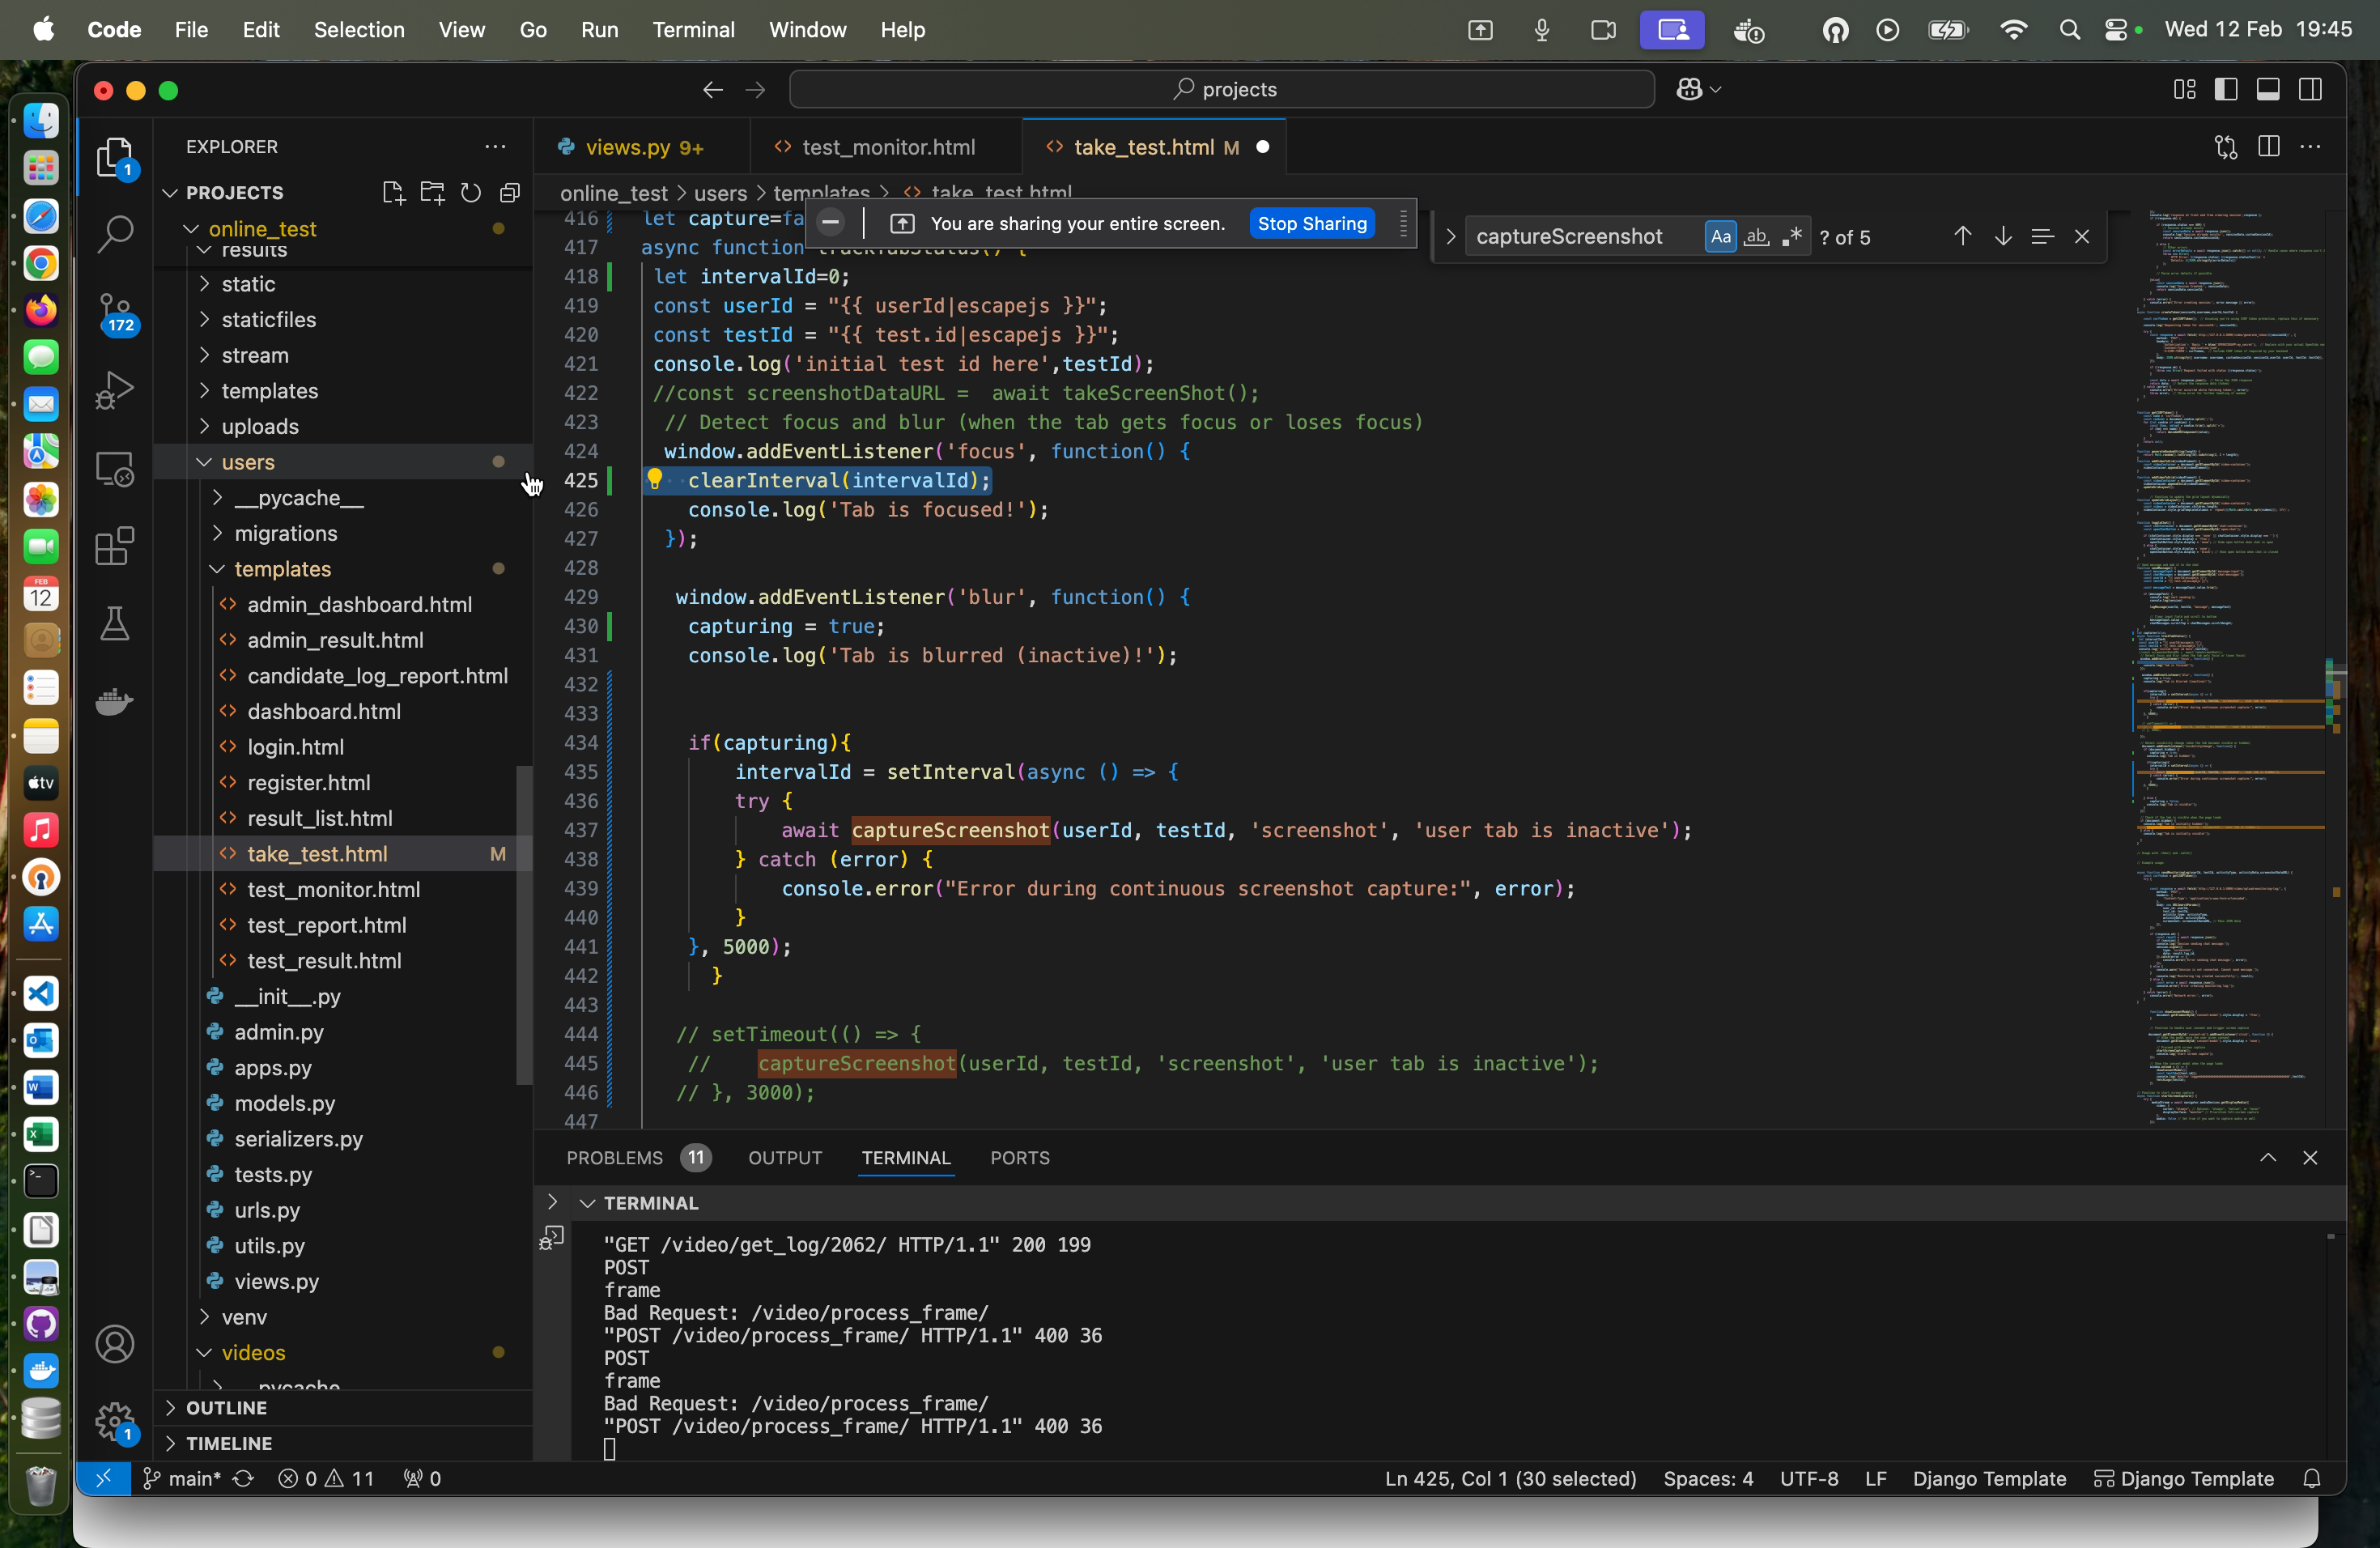 Code File Edit Selection View Go Run Terminal Window Help Wed 12 Feb 19:45
projects
EXPLORER
PROJECTS
online_test
results
static
staticfiles
stream
templates
uploads
users
__pycache__
migrations
templates
admin_dashboard.html
admin_result.html
candidate_log_report.html
dashboard.html
login.html
register.html
result_list.html
take_test.html M
test_monitor.html
test_report.html
test_result.html
__init__.py
admin.py
apps.py
models.py
serializers.py
tests.py
urls.py
utils.py
views.py
venv
videos
pycache
OUTLINE
TIMELINE
1
172
1
FEB
12
tv
views.py 9+ test_monitor.html take_test.html M
online_test > users > templates > take_test.html
You are sharing your entire screen. Stop Sharing
captureScreenshot Aa ab ? of 5
416 let capture=fa
417 async function trackTabStatus() {
418 let intervalId=0;
419 const userId = "{{ userId|escapejs }}";
420 const testId = "{{ test.id|escapejs }}";
421 console.log('initial test id here',testId);
422 //const screenshotDataURL =  await takeScreenShot();
423 // Detect focus and blur (when the tab gets focus or loses focus)
424 window.addEventListener('focus', function() {
425 clearInterval(intervalId);
426 console.log('Tab is focused!');
427 });
428
429 window.addEventListener('blur', function() {
430 capturing = true;
431 console.log('Tab is blurred (inactive)!');
432
433
434 if(capturing){
435 intervalId = setInterval(async () => {
436 try {
437 await captureScreenshot(userId, testId, 'screenshot', 'user tab is inactive');
438 } catch (error) {
439 console.error("Error during continuous screenshot capture:", error);
440 }
441 }, 5000);
442 }
443
444 // setTimeout(() => {
445 //    captureScreenshot(userId, testId, 'screenshot', 'user tab is inactive');
446 // }, 3000);
447
PROBLEMS 11 OUTPUT TERMINAL PORTS
TERMINAL
"GET /video/get_log/2062/ HTTP/1.1" 200 199
POST
frame
Bad Request: /video/process_frame/
"POST /video/process_frame/ HTTP/1.1" 400 36
POST
frame
Bad Request: /video/process_frame/
"POST /video/process_frame/ HTTP/1.1" 400 36
main* 0 11 0 Ln 425, Col 1 (30 selected) Spaces: 4 UTF-8 LF Django Template Django Template